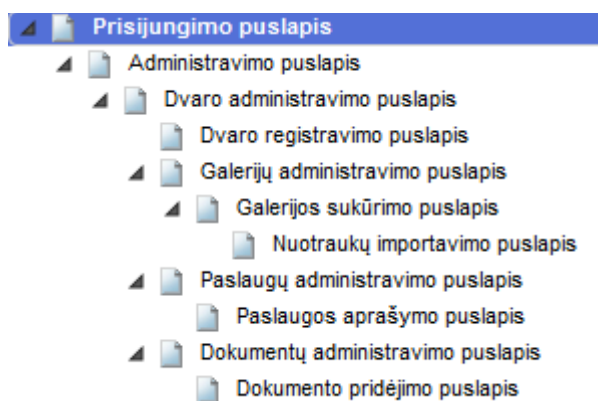 Prisijungimo puslapis
Administravimo puslapis
Dvaro administravimo puslapis
Dvaro registravimo puslapis
Galerijų administravimo puslapis
Galerijos sukūrimo puslapis
Nuotraukų importavimo puslapis
Paslaugų administravimo puslapis
Paslaugos aprašymo puslapis
Dokumentų administravimo puslapis
Dokumento pridėjimo puslapis